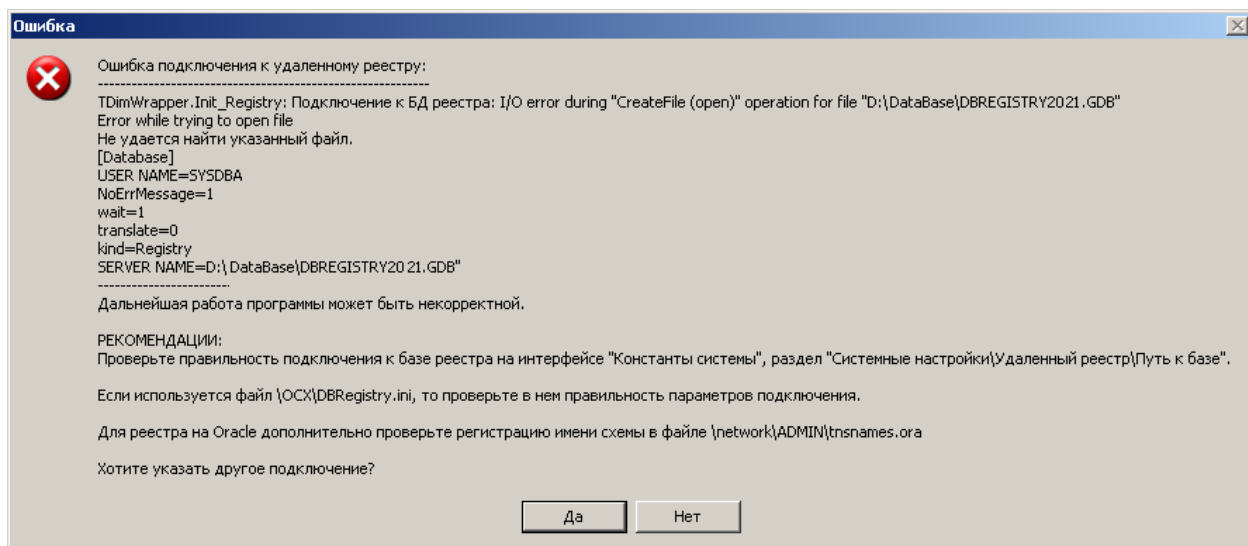 Ошибка
Ошибка подключения к удаленному реестру:
------------------------------------------------------------
TDimWrapper.Init_Registry: Подключение к БД реестра: I/O error during "CreateFile (open)" operation for file "D:\DataBase\DBREGISTRY2021.GDB"
Error while trying to open file
Не удается найти указанный файл.
[Database]
USER NAME=SYSDBA
NoErrMessage=1
wait=1
translate=0
kind=Registry
SERVER NAME=D:\DataBase\DBREGISTRY2021.GDB"
------------------------
Дальнейшая работа программы может быть некорректной.
РЕКОМЕНДАЦИИ:
Проверьте правильность подключения к базе реестра на интерфейсе "Константы системы", раздел "Системные настройки\Удаленный реестр\Путь к базе".
Если используется файл \OCX\DBRegistry.ini, то проверьте в нем правильность параметров подключения.
Для реестра на Oracle дополнительно проверьте регистрацию имени схемы в файле \network\ADMIN\tnsnames.ora
Хотите указать другое подключение?
Да
Нет